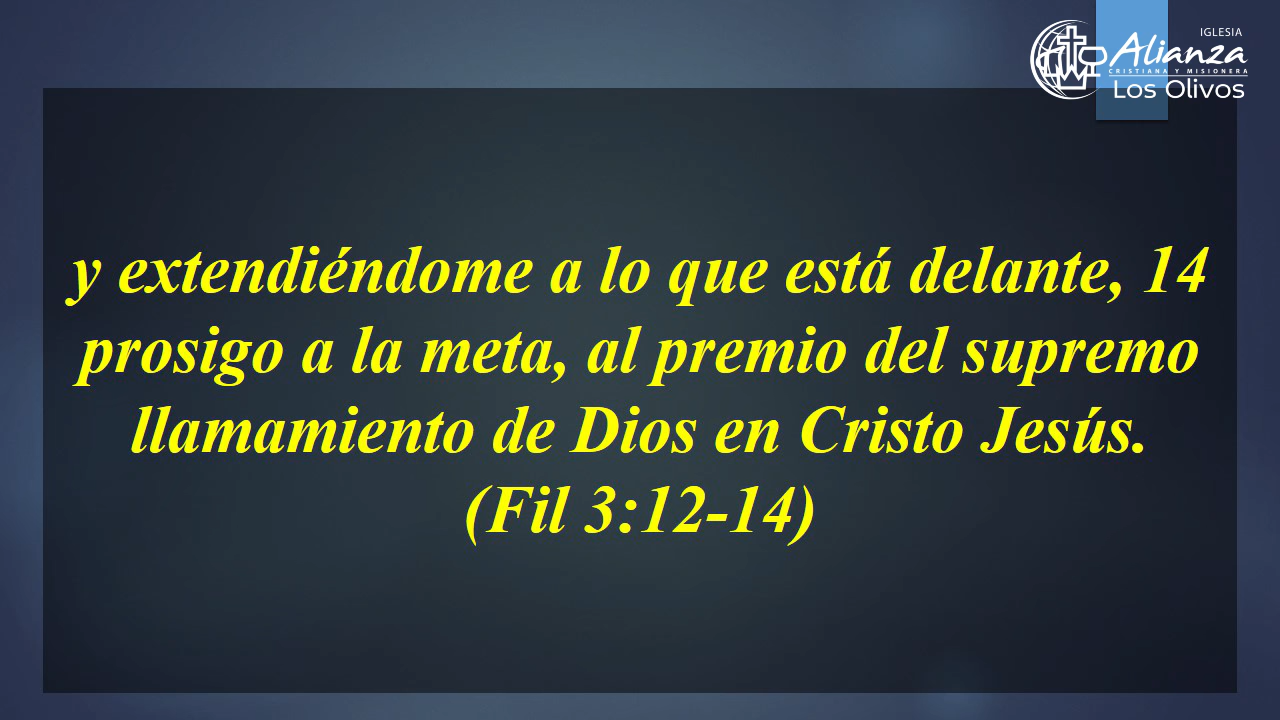 IGLESIA
Alianza
CRISTIANA Y MISIONERA
Los Olivos
y extendiéndome a lo que está delante, 14
prosigo a la meta, al premio del supremo
llamamiento de Dios en Cristo Jesús.
(Fil 3:12-14)